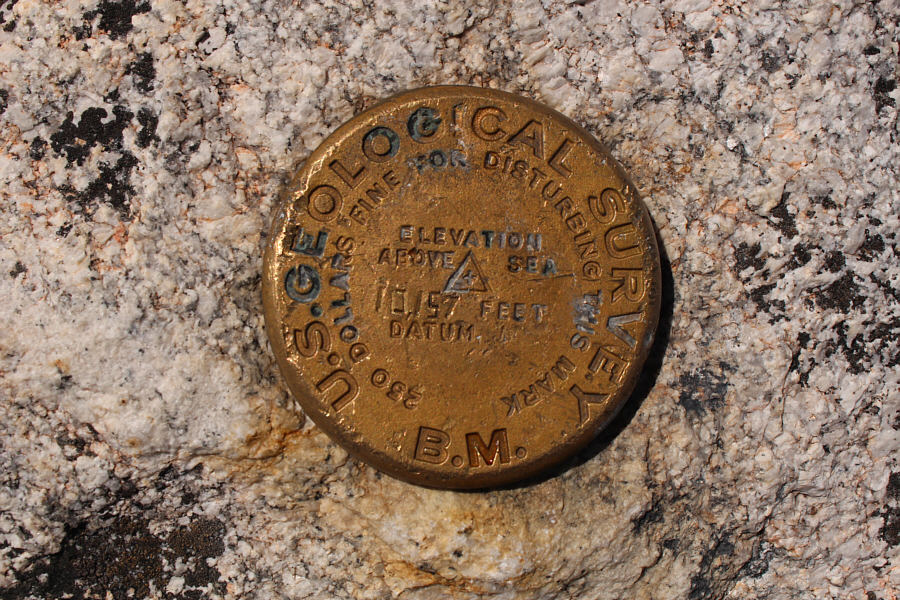 U.S. GEOLOGICAL SURVEY
250 DOLLARS FINE FOR DISTURBING THIS MARK
ELEVATION
ABOVE SEA
FEET
DATUM
B.M.